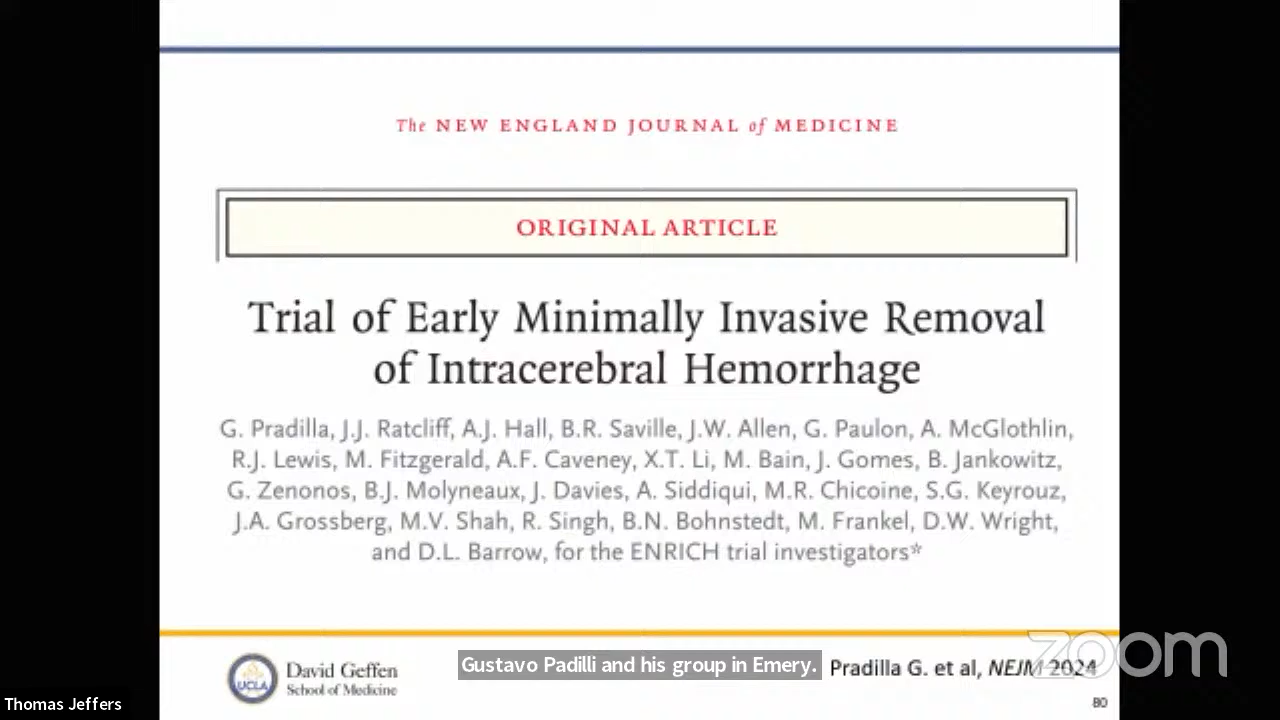 The NEW ENGLAND JOURNAL of MEDICINE
ORIGINAL ARTICLE
Trial of Early Minimally Invasive Removal
of Intracerebral Hemorrhage
G. Pradilla, J.J. Ratcliff, A.J. Hall, B.R. Saville, J.W. Allen, G. Paulon, A. McGlothlin,
R.J. Lewis, M. Fitzgerald, A.F. Caveney, X.T. Li, M. Bain, J. Gomes, B. Jankowitz,
G. Zenonos, B.J. Molyneaux, J. Davies, A. Siddiqui, M.R. Chicoine, S.G. Keyrouz,
J.A. Grossberg, M.V. Shah, R. Singh, B.N. Bohnstedt, M. Frankel, D.W. Wright,
and D.L. Barrow, for the ENRICH trial investigators*
UCLA
David Geffen
School of Medicine
Gustavo Padilli and his group in Emery.
Pradilla G. et al, NEJM 2024
zoom
80
Thomas Jeffers